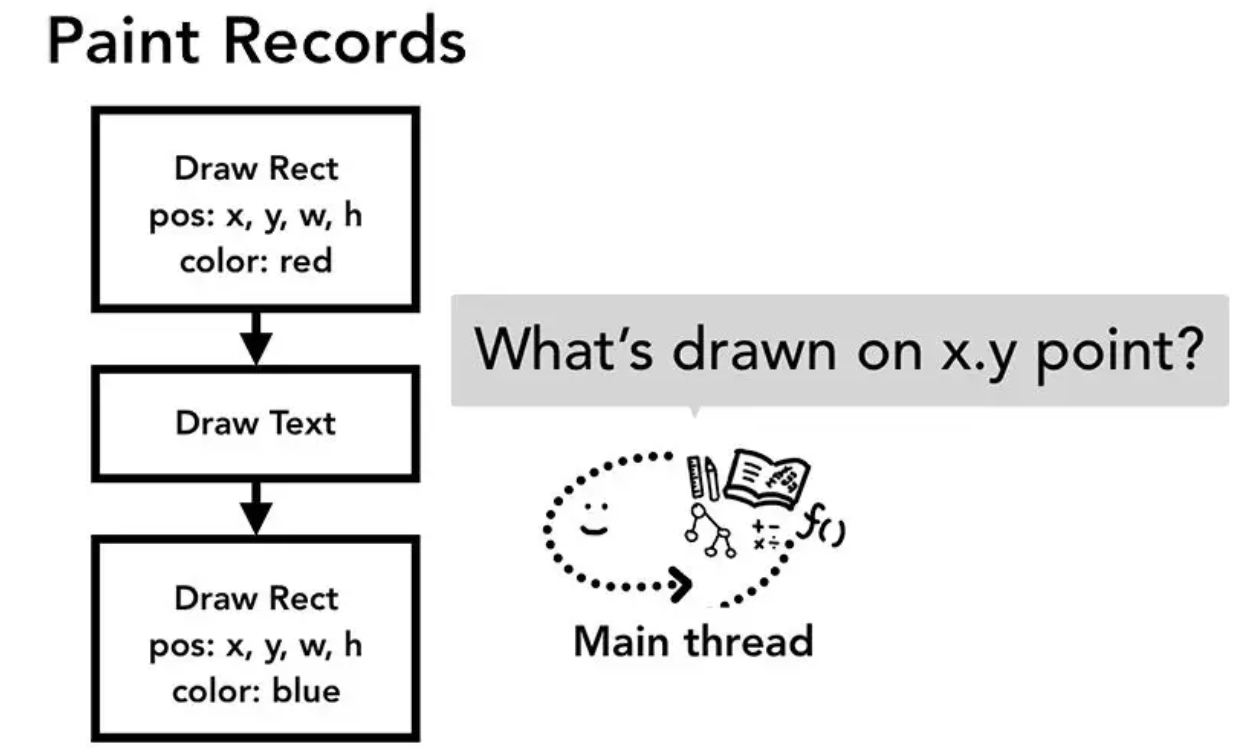 Paint Records
Draw Rect
pos: x, y, w, h
color: red
Draw Text
Draw Rect
pos: x, y, w, h
color: blue
What’s drawn on x.y point?
+-
x÷
f()
Main thread